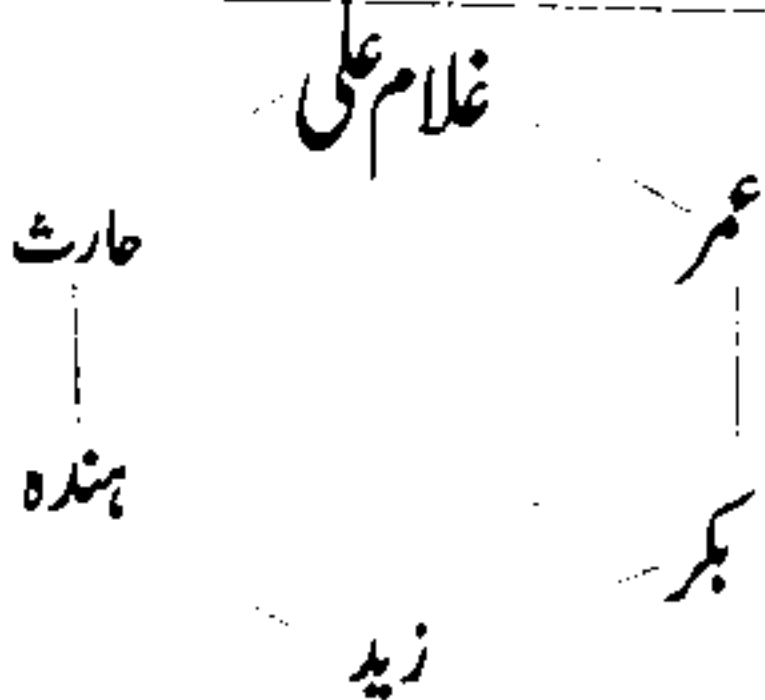 غلام علی
عمر
حارث
بکر
ہندہ
زید